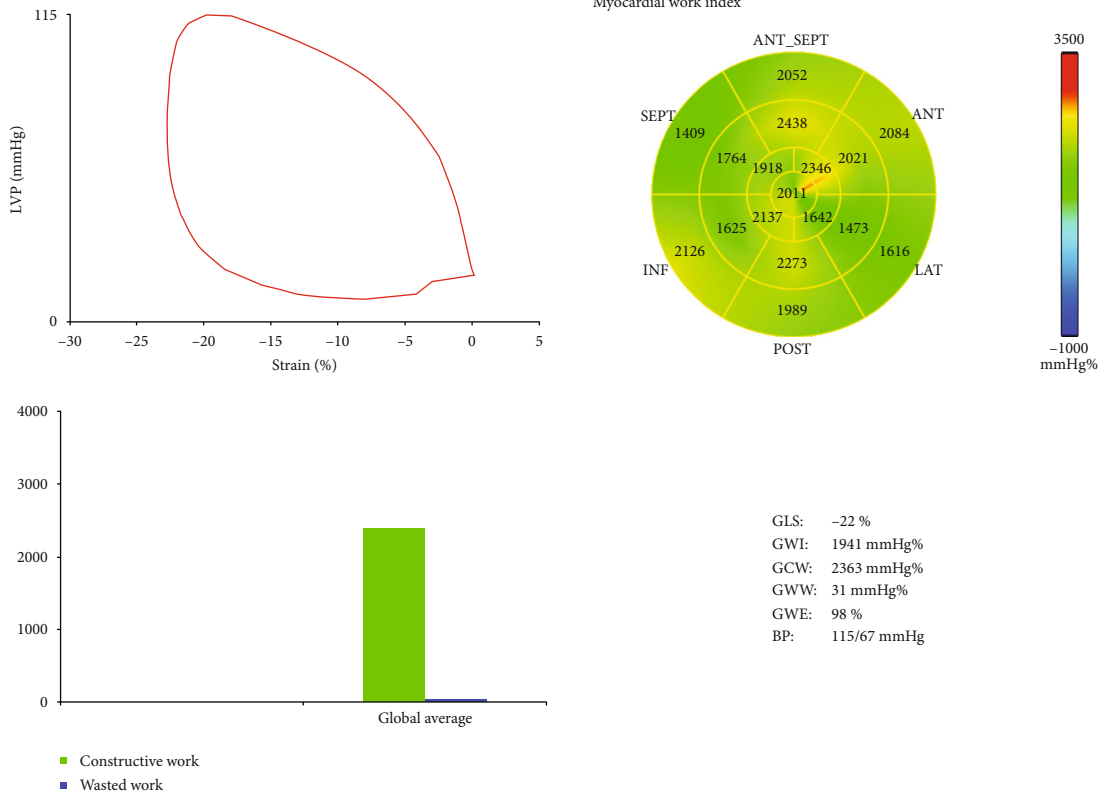 115
LVP (mmHg)
0
–30
–25
–20
–15
–10
–5
0
5
Strain (%)
Myocardial work index
ANT_SEPT
2052
SEPT
ANT
1409
2438
2084
1764
1918
2346
2021
2011
2137
1642
1625
1473
2126
2273
1616
INF
LAT
1989
POST
3500
–1000
mmHg%
4000
3000
2000
1000
0
Global average
Constructive work
Wasted work
GLS: –22 %
GWI: 1941 mmHg%
GCW: 2363 mmHg%
GWW: 31 mmHg%
GWE: 98 %
BP: 115/67 mmHg